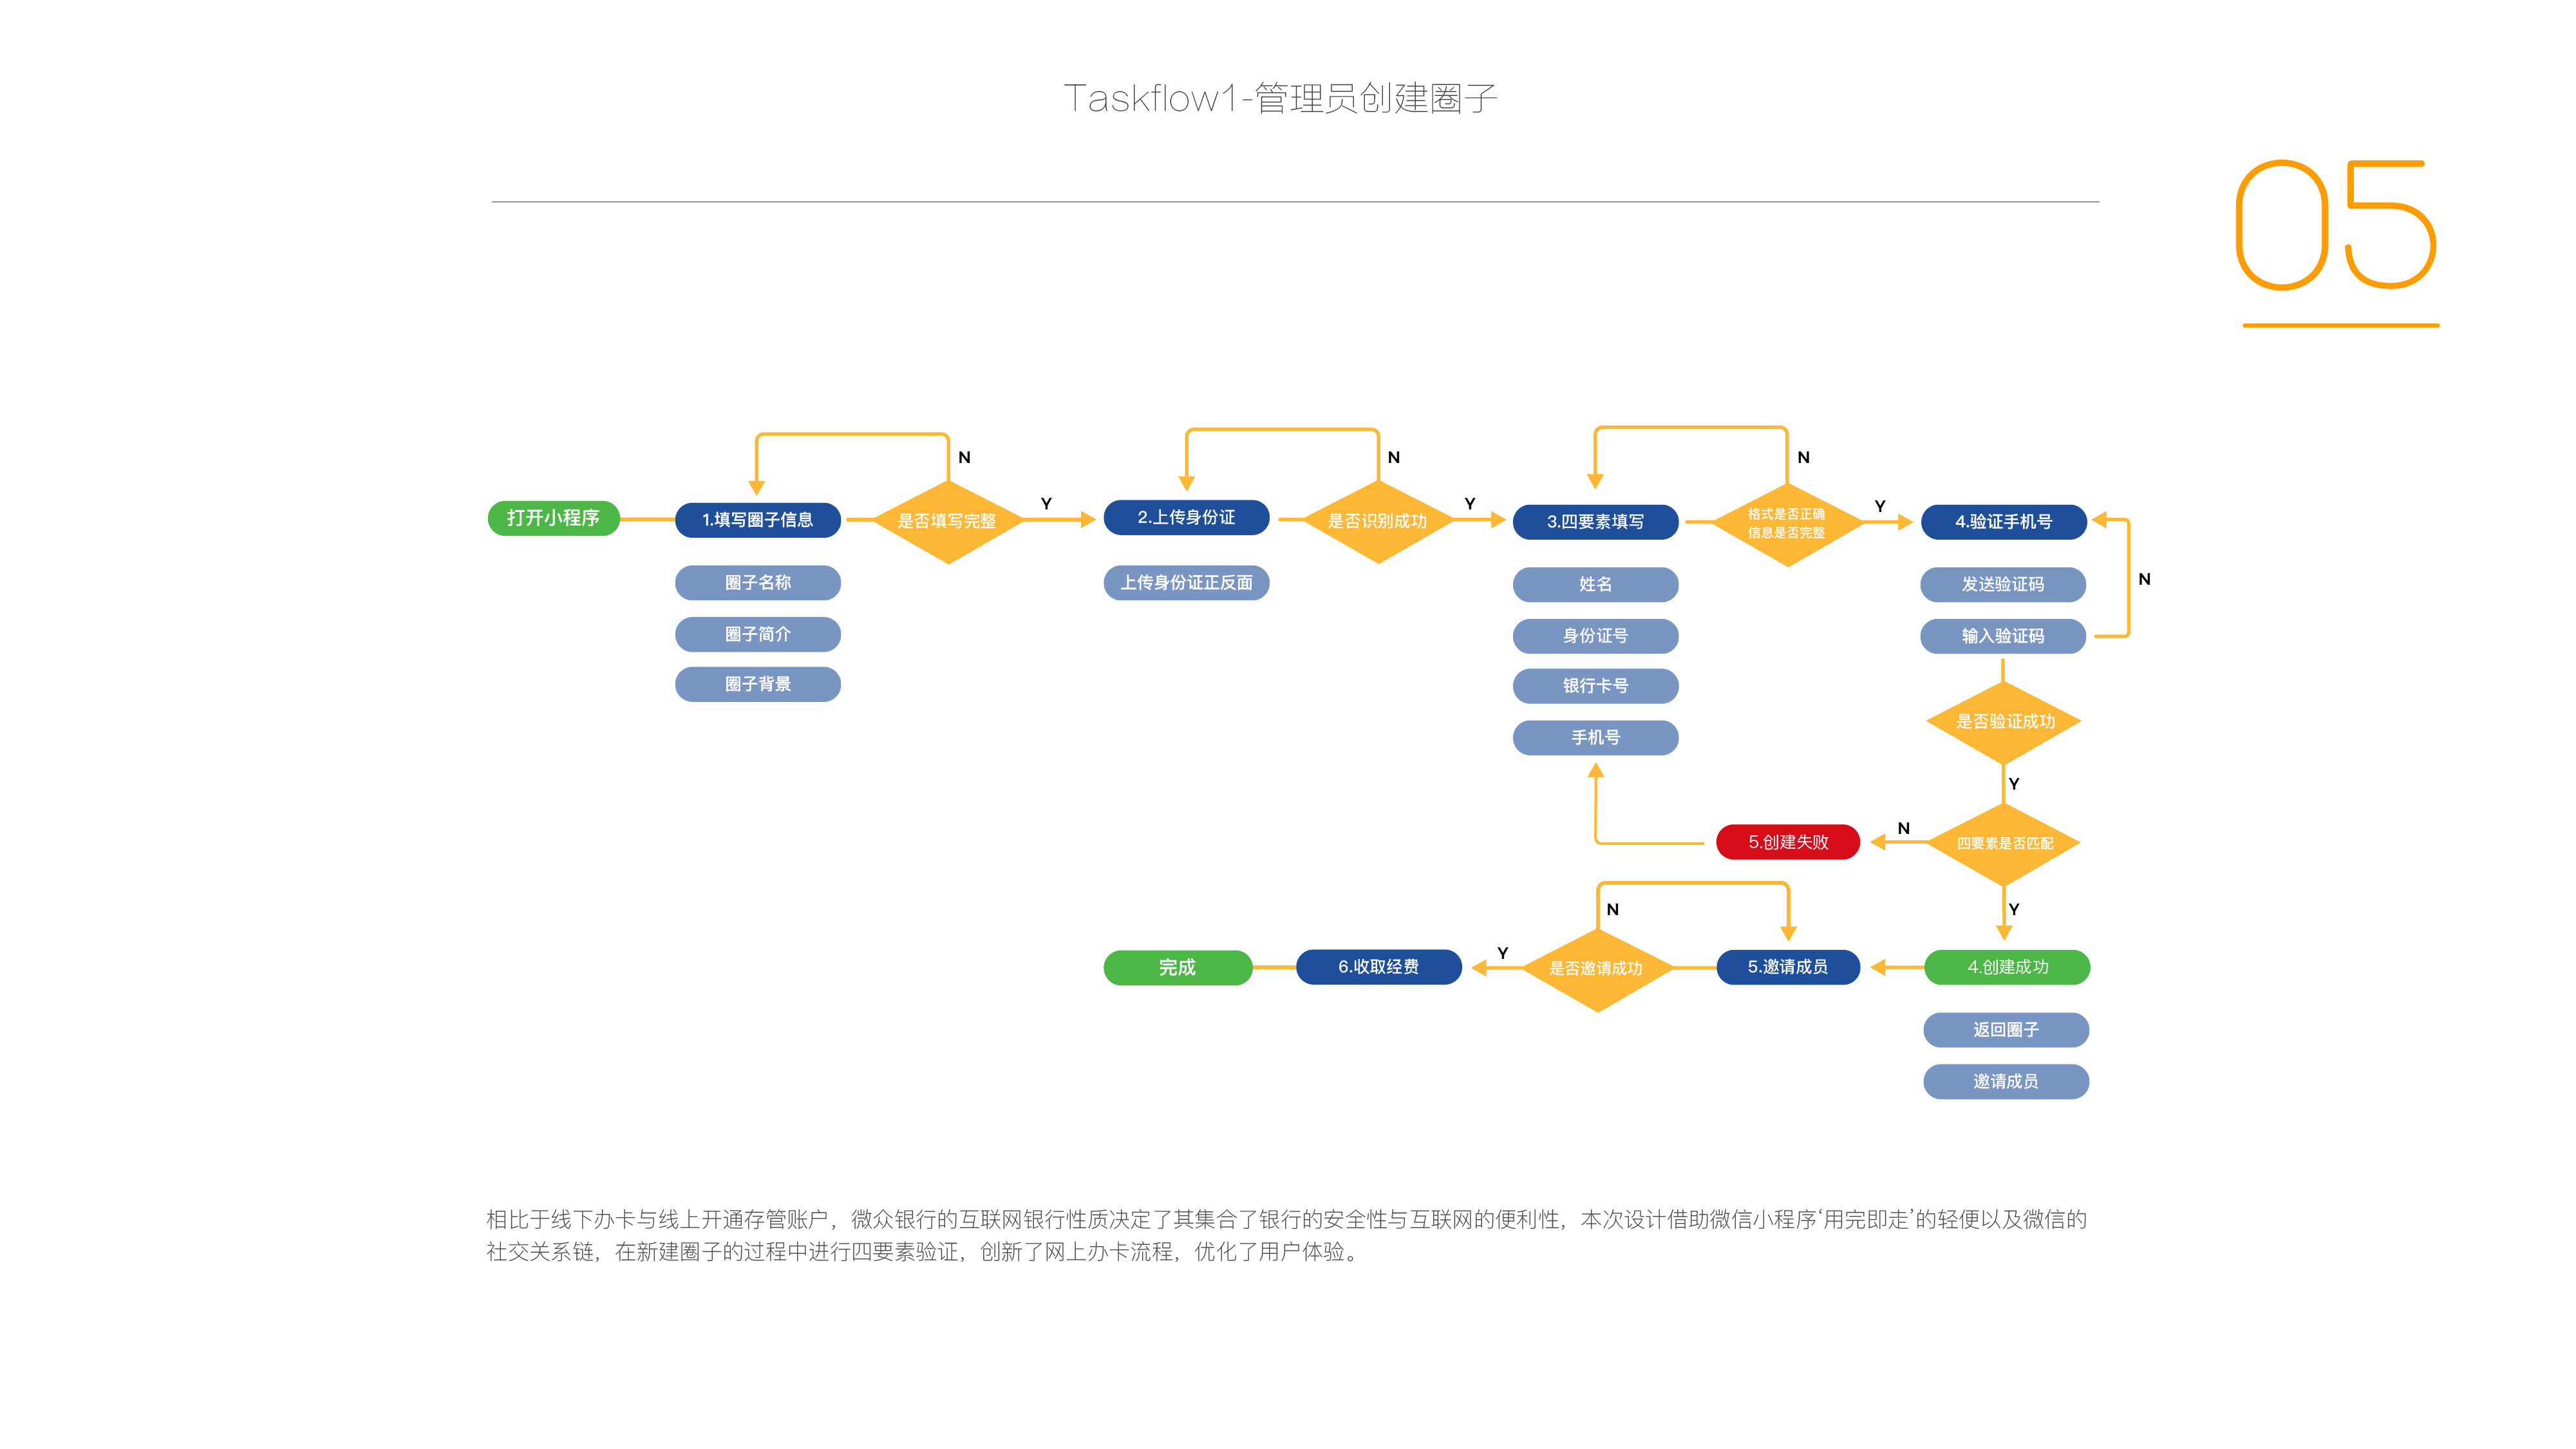 Taskflow1-管理员创建圈子
05
N
N
N
打开小程序
1.填写圈子信息
是否填写完整
Y
2.上传身份证
是否识别成功
Y
3.四要素填写
格式是否正确
信息是否完整
Y
4.验证手机号
圈子名称
圈子简介
圈子背景
上传身份证正反面
姓名
身份证号
银行卡号
手机号
发送验证码
输入验证码
N
是否验证成功
Y
四要素是否匹配
N
5.创建失败
Y
4.创建成功
5.邀请成员
是否邀请成功
N
Y
6.收取经费
完成
返回圈子
邀请成员
相比于线下办卡与线上开通存管账户，微众银行的互联网银行性质决定了其集合了银行的安全性与互联网的便利性，本次设计借助微信小程序‘用完即走’的轻便以及微信的
社交关系链，在新建圈子的过程中进行四要素验证，创新了网上办卡流程，优化了用户体验。